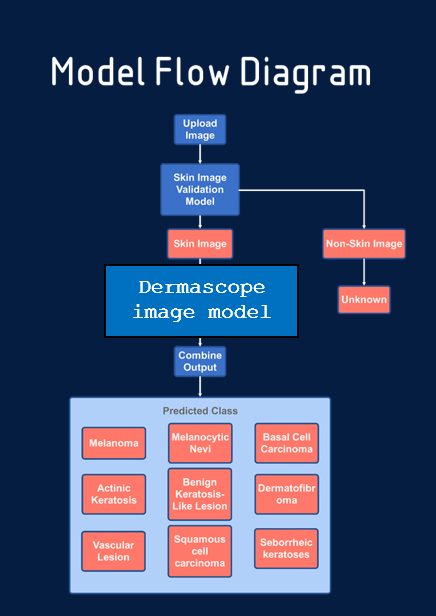 Model Flow Diagram
Upload
Image
Skin Image
Validation
Model
Skin Image
Non-Skin Image
Dermascope
image model
Unknown
Combine
Output
Predicted Class
Melanoma
Melanocytic
Nevi
Basal Cell
Carcinoma
Actinic
Keratosis
Benign
Keratosis-
Like Lesion
Dermatofibr
oma
Vascular
Lesion
Squamous
cell
carcinoma
Seborrheic
keratoses